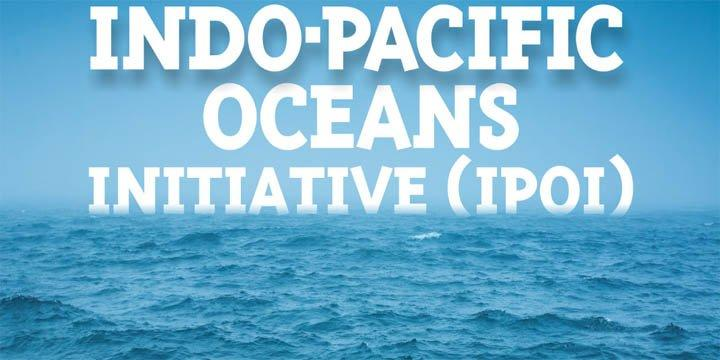 INDO-PACIFIC
OCEANS
INITIATIVE (IPOI)